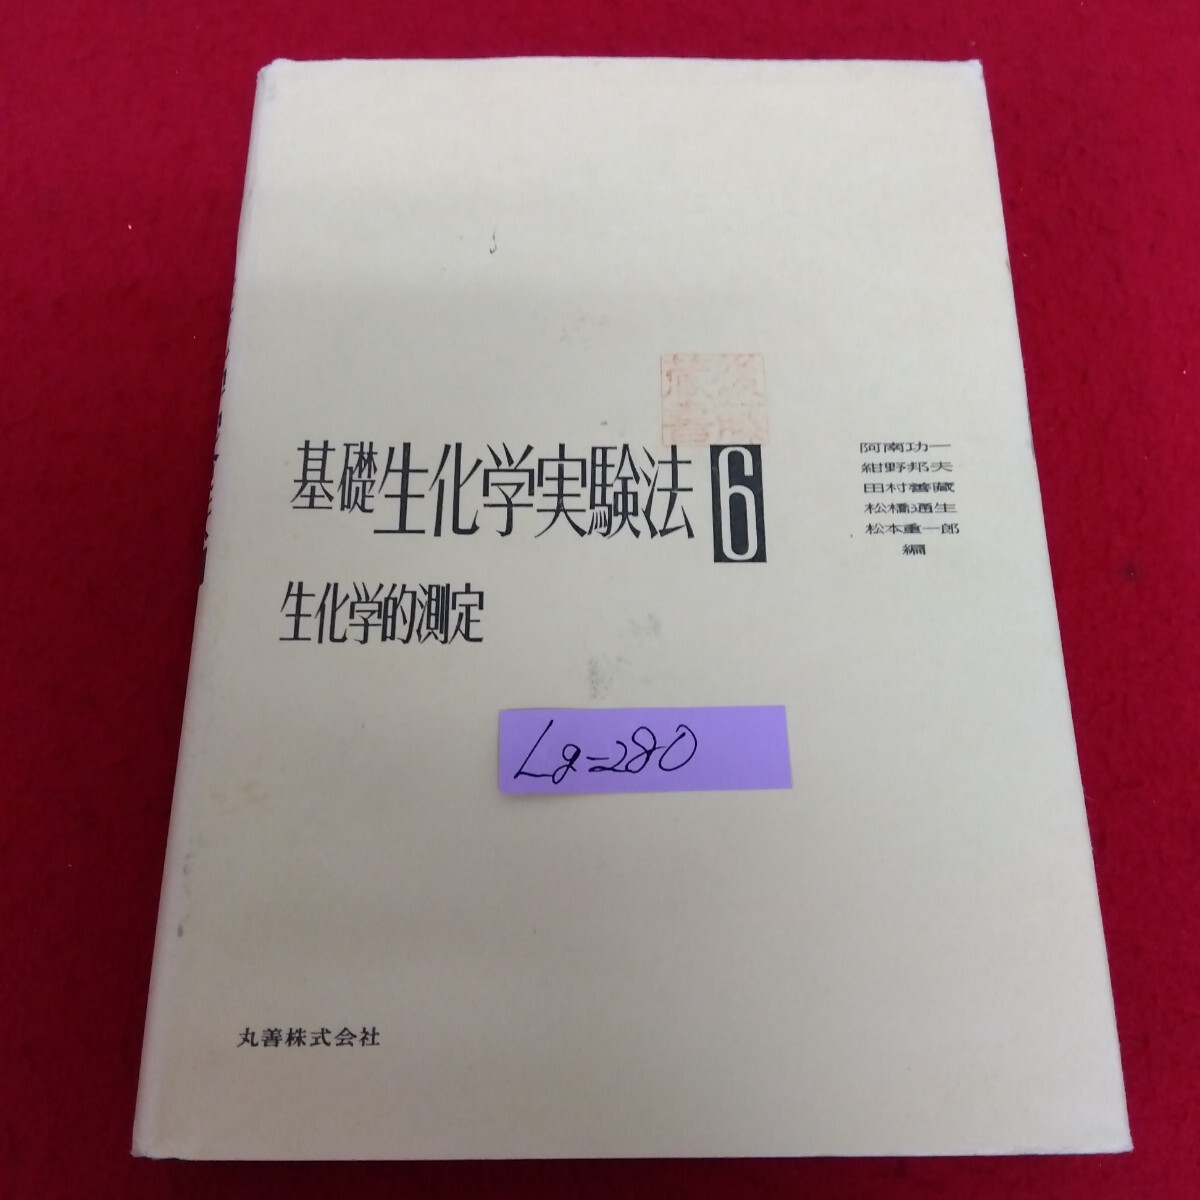 基礎生化学実験法6
生化学的測定
阿南功一
紺野邦夫
田村善蔵
松橋通生
松本重一郎
編
Lg=280
丸善株式会社